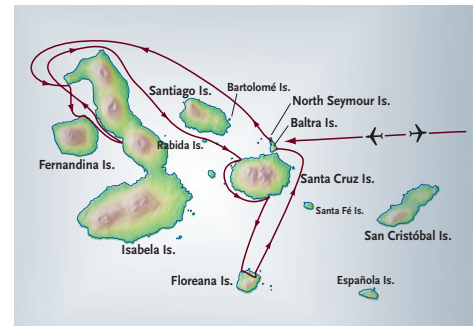 Santiago Is.
Bartolomé Is.
North Seymour Is.
Baltra Is.
Rabida Is.
Fernandina Is.
Santa Cruz Is.
Santa Fé Is.
San Cristóbal Is.
Isabela Is.
Floreana Is.
Española Is.